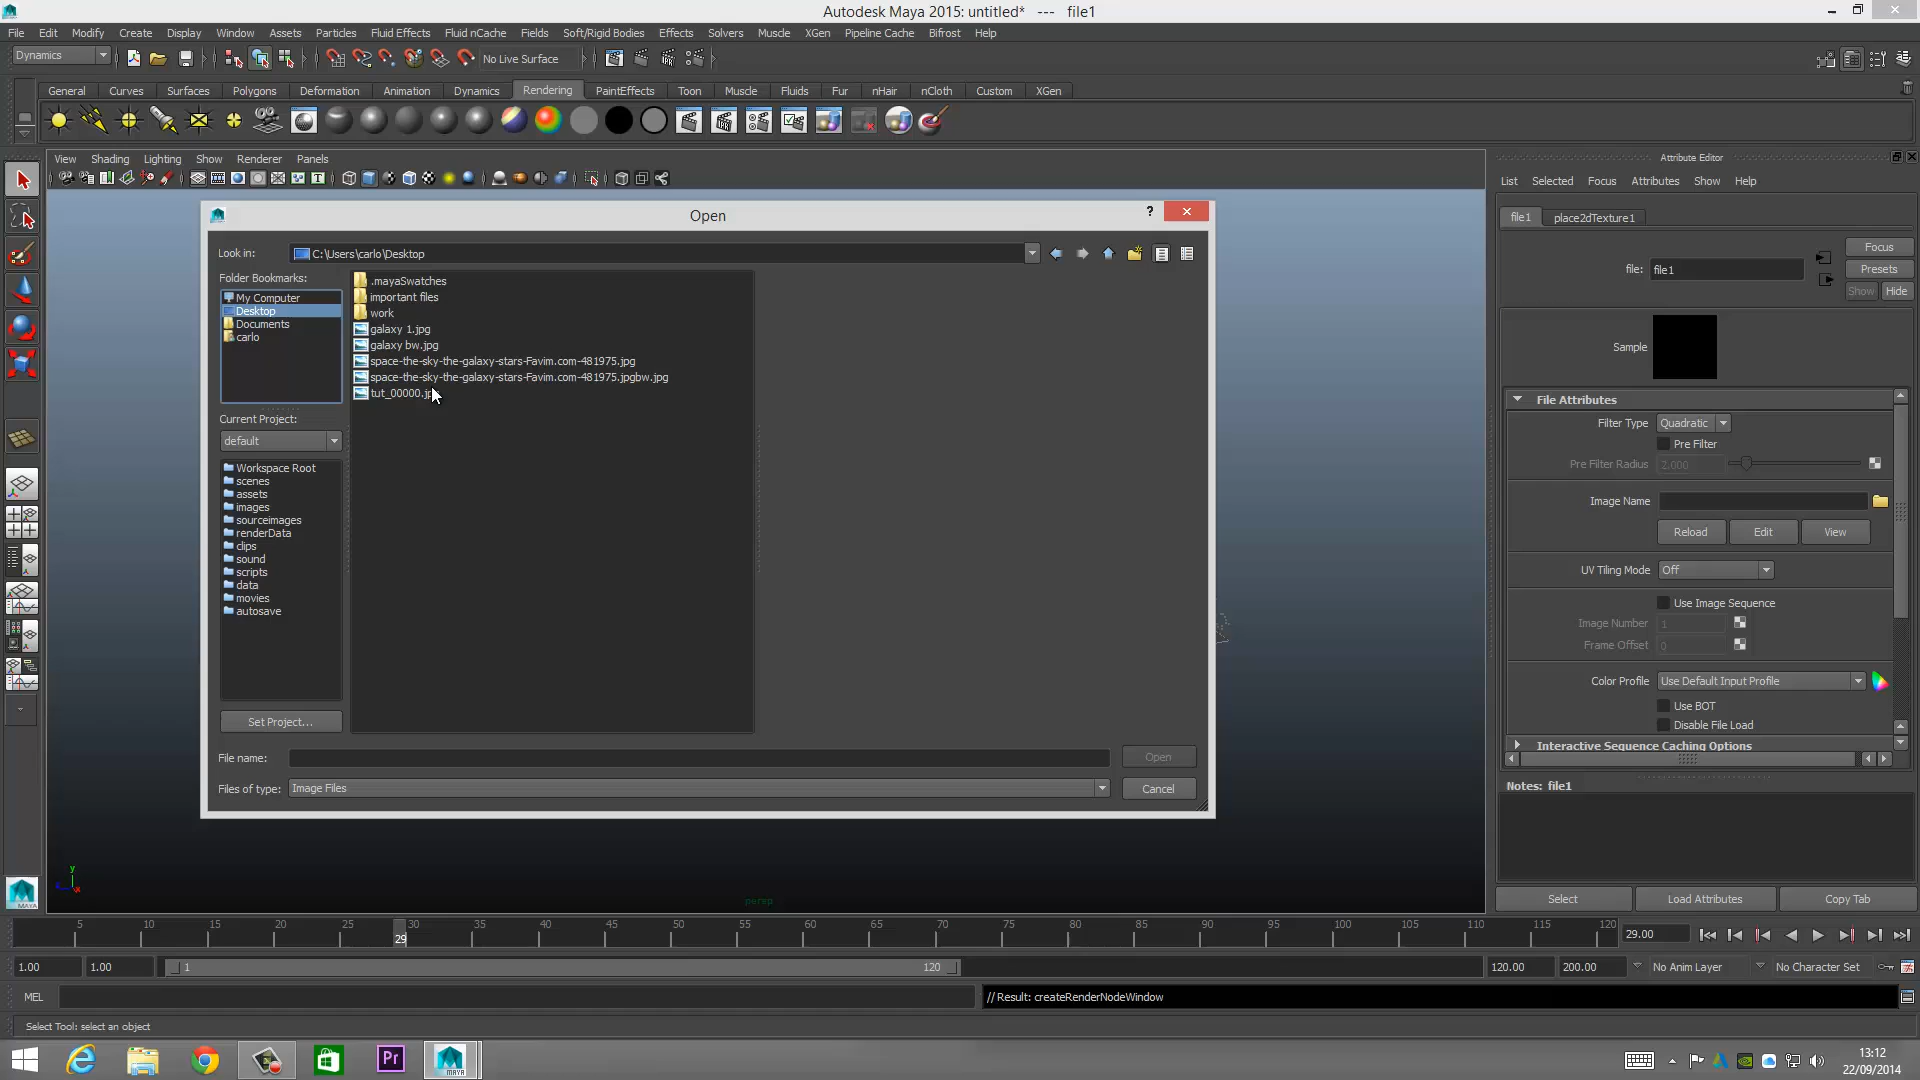 Autodesk Maya 2015: untitled*   ---   file1
File Edit Modify Create Display Window Assets Particles Fluid Effects Fluid nCache Fields Soft/Rigid Bodies Effects Solvers Muscle XGen Pipeline Cache Bifrost Help
Dynamics No Live Surface
General Curves Surfaces Polygons Deformation Animation Dynamics Rendering PaintEffects Toon Muscle Fluids Fur nHair nCloth Custom XGen
View Shading Lighting Show Renderer Panels
Open
?
Look in: C:\Users\carlo\Desktop
Folder Bookmarks:
My Computer
Desktop
Documents
carlo
.mayaSwatches
important files
work
galaxy 1.jpg
galaxy bw.jpg
space-the-sky-the-galaxy-stars-Favim.com-481975.jpg
space-the-sky-the-galaxy-stars-Favim.com-481975.jpgbw.jpg
Current Project:
default
Workspace Root
scenes
assets
images
sourceimages
renderData
clips
sound
scripts
data
movies
autosave
Set Project...
File name: Open
Files of type: Image Files Cancel
Attribute Editor
List Selected Focus Attributes Show Help
file1 place2dTexture1
Focus
file: file1 Presets
Show Hide
Sample
File Attributes
Filter Type Quadratic
Pre Filter
Pre Filter Radius 2.000
Image Name
Reload Edit View
UV Tiling Mode Off
Use Image Sequence
Image Number 1
Frame Offset 0
Color Profile Use Default Input Profile
Use BOT
Disable File Load
Interactive Sequence Caching Options
Notes: file1
Select Load Attributes Copy Tab
y
x
persp
5 10 15 20 25 30 35 40 45 50 55 60 65 70 75 80 85 90 95 100 105 110 115 120
29 29.00
1.00 1.00 1 120 120.00 200.00 No Anim Layer No Character Set
MEL // Result: createRenderNodeWindow
Select Tool: select an object
Pr MAYA
13:12
22/09/2014